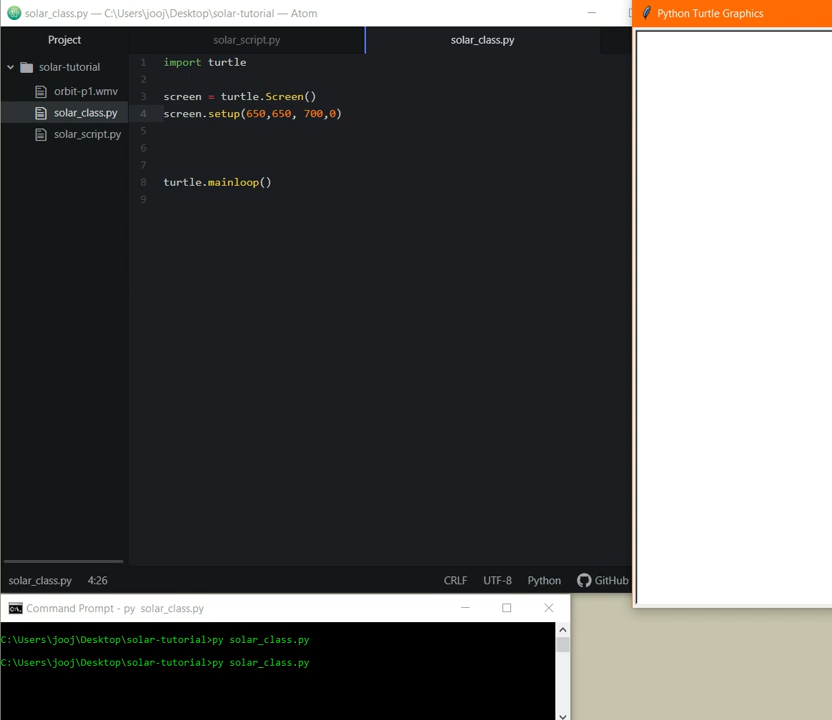 solar_class.py — C:\Users\jooj\Desktop\solar-tutorial — Atom
Python Turtle Graphics
Project
solar_script.py
solar_class.py
solar-tutorial
orbit-p1.wmv
solar_class.py
solar_script.py
1 import turtle
2
3 screen = turtle.Screen()
4 screen.setup(650,650, 700,0)
5
6
7
8 turtle.mainloop()
9
solar_class.py 4:26 CRLF UTF-8 Python GitHub
Command Prompt - py solar_class.py
C:\Users\jooj\Desktop\solar-tutorial>py solar_class.py
C:\Users\jooj\Desktop\solar-tutorial>py solar_class.py